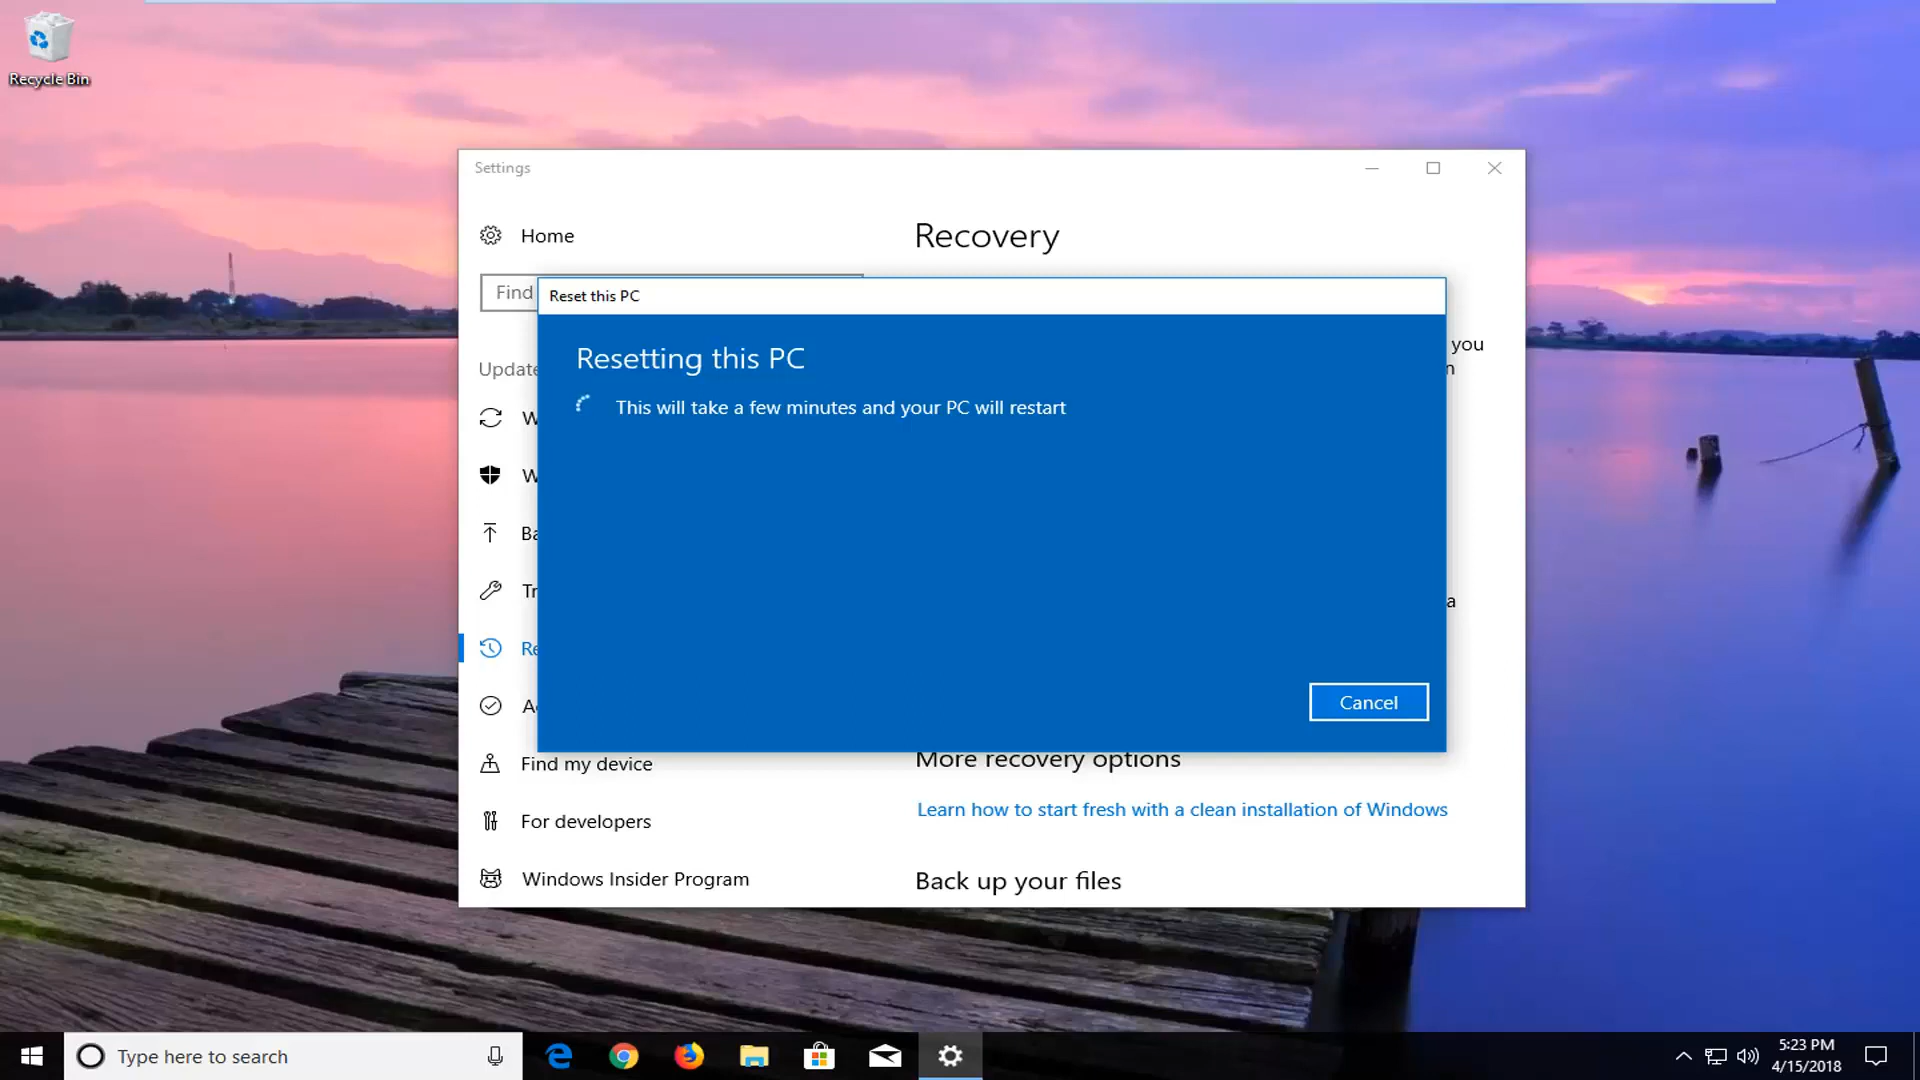 Recycle Bin
Settings
Home
Recovery
Find
Reset this PC
Resetting this PC
This will take a few minutes and your PC will restart
you
Update
W
W
Ba
Tr
a
Re
A
Cancel
Find my device
More recovery options
Learn how to start fresh with a clean installation of Windows
For developers
Windows Insider Program
Back up your files
Type here to search
5:23 PM
4/15/2018